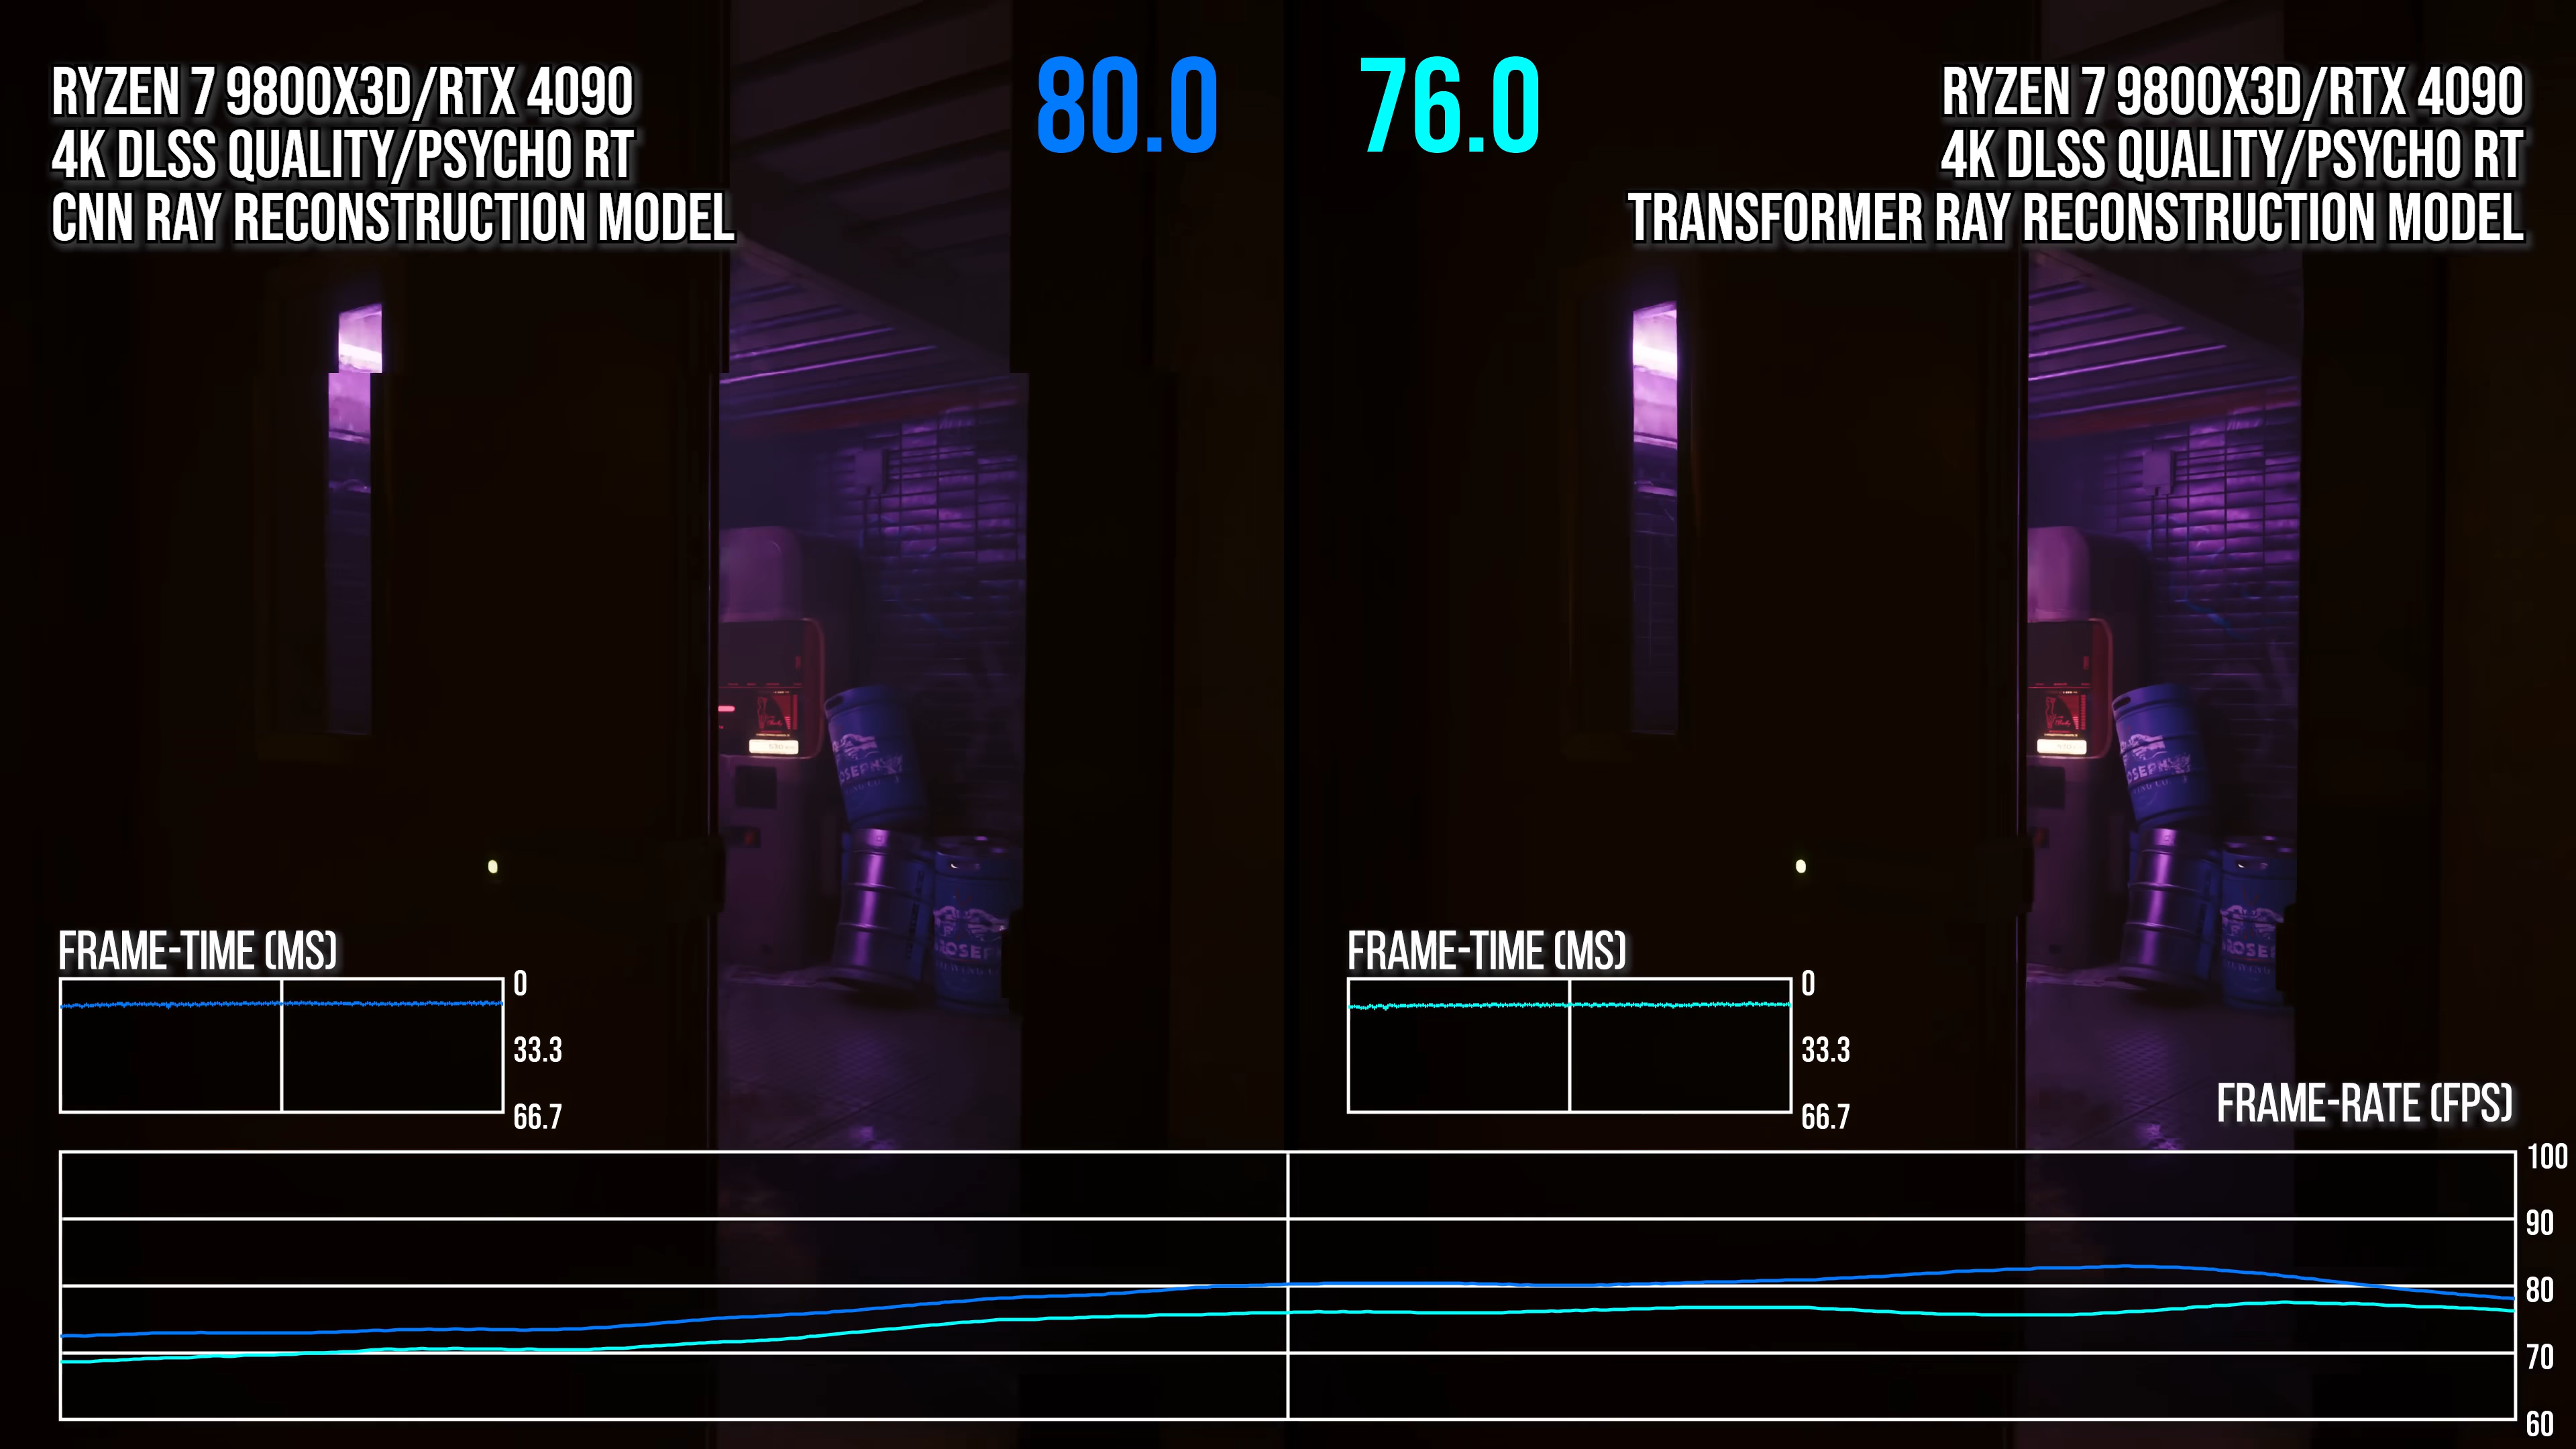 RYZEN 7 9800X3D/RTX 4090
4K DLSS QUALITY/PSYCHO RT
CNN RAY RECONSTRUCTION MODEL
80.0
76.0
RYZEN 7 9800X3D/RTX 4090
4K DLSS QUALITY/PSYCHO RT
TRANSFORMER RAY RECONSTRUCTION MODEL
FRAME-TIME (MS)
0
33.3
66.7
FRAME-TIME (MS)
0
33.3
66.7
FRAME-RATE (FPS)
100
90
80
70
60